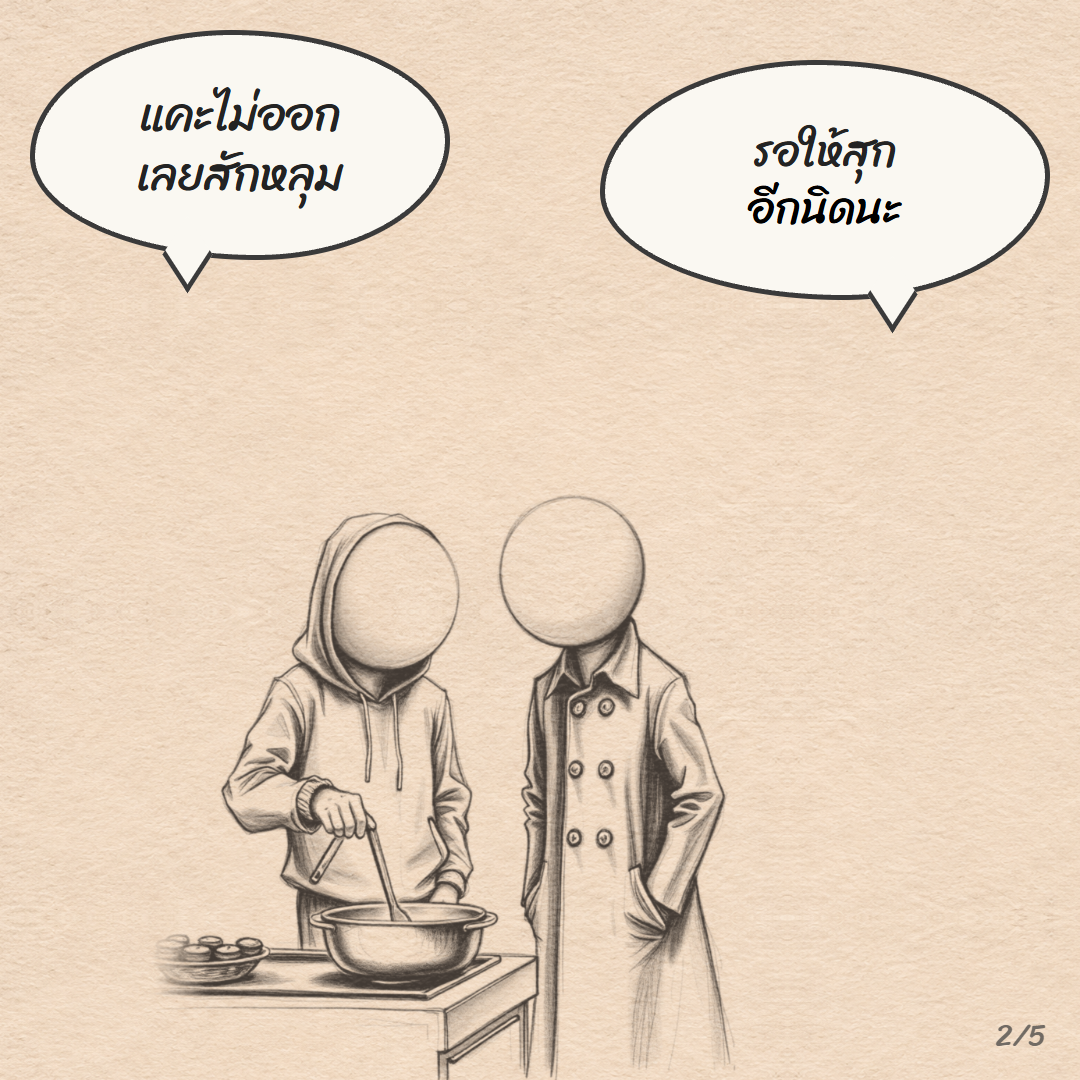 แคะไม่ออก
เลยสักหลุม
รอให้สุก
อีกนิดนะ
2/5